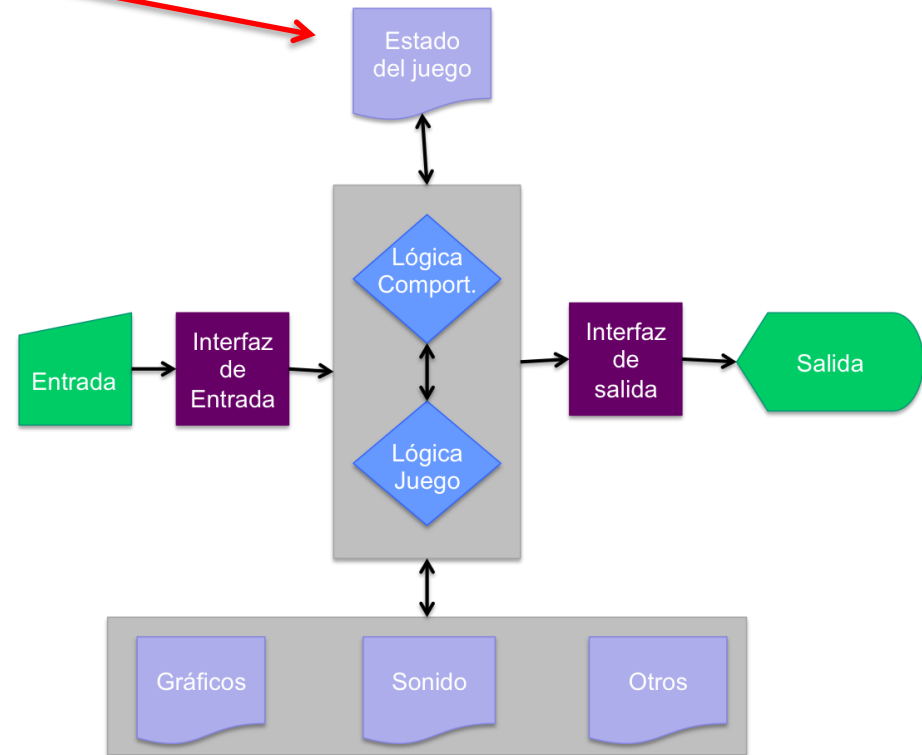 Estado
del juego
Lógica
Comport.
Entrada
Interfaz
de
Entrada
Interfaz
de
salida
Salida
Lógica
Juego
Gráficos
Sonido
Otros